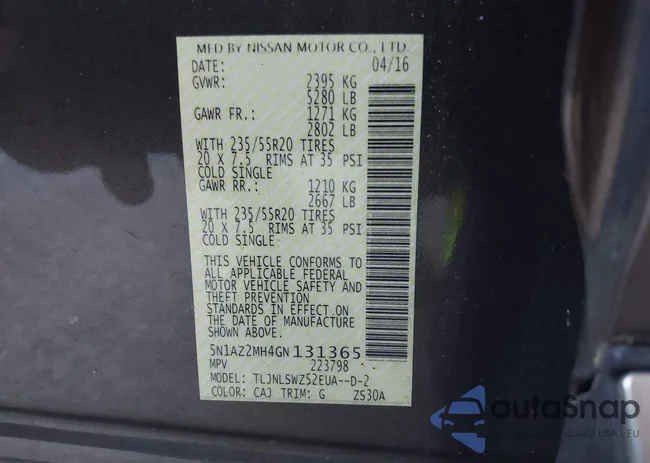 MFD BY NISSAN MOTOR CO., LTD.
DATE: 04/16
GVWR: 2395 KG
5280 LB
GAWR FR.: 1271 KG
2802 LB
WITH 235/55R20 TIRES
20 X 7.5 RIMS AT 35 PSI
COLD SINGLE
GAWR RR.: 1210 KG
2667 LB
WITH 235/55R20 TIRES
20 X 7.5 RIMS AT 35 PSI
COLD SINGLE
THIS VEHICLE CONFORMS TO
ALL APPLICABLE FEDERAL
MOTOR VEHICLE SAFETY AND
THEFT PREVENTION
STANDARDS IN EFFECT ON
THE DATE OF MANUFACTURE
SHOWN ABOVE.
5N1AZ2MH4GN131365
MPV 223798
MODEL: TLJNLSWZ52EUA--D-2
COLOR: CAJ TRIM: G ZS30A
autoSnap
USA - EU